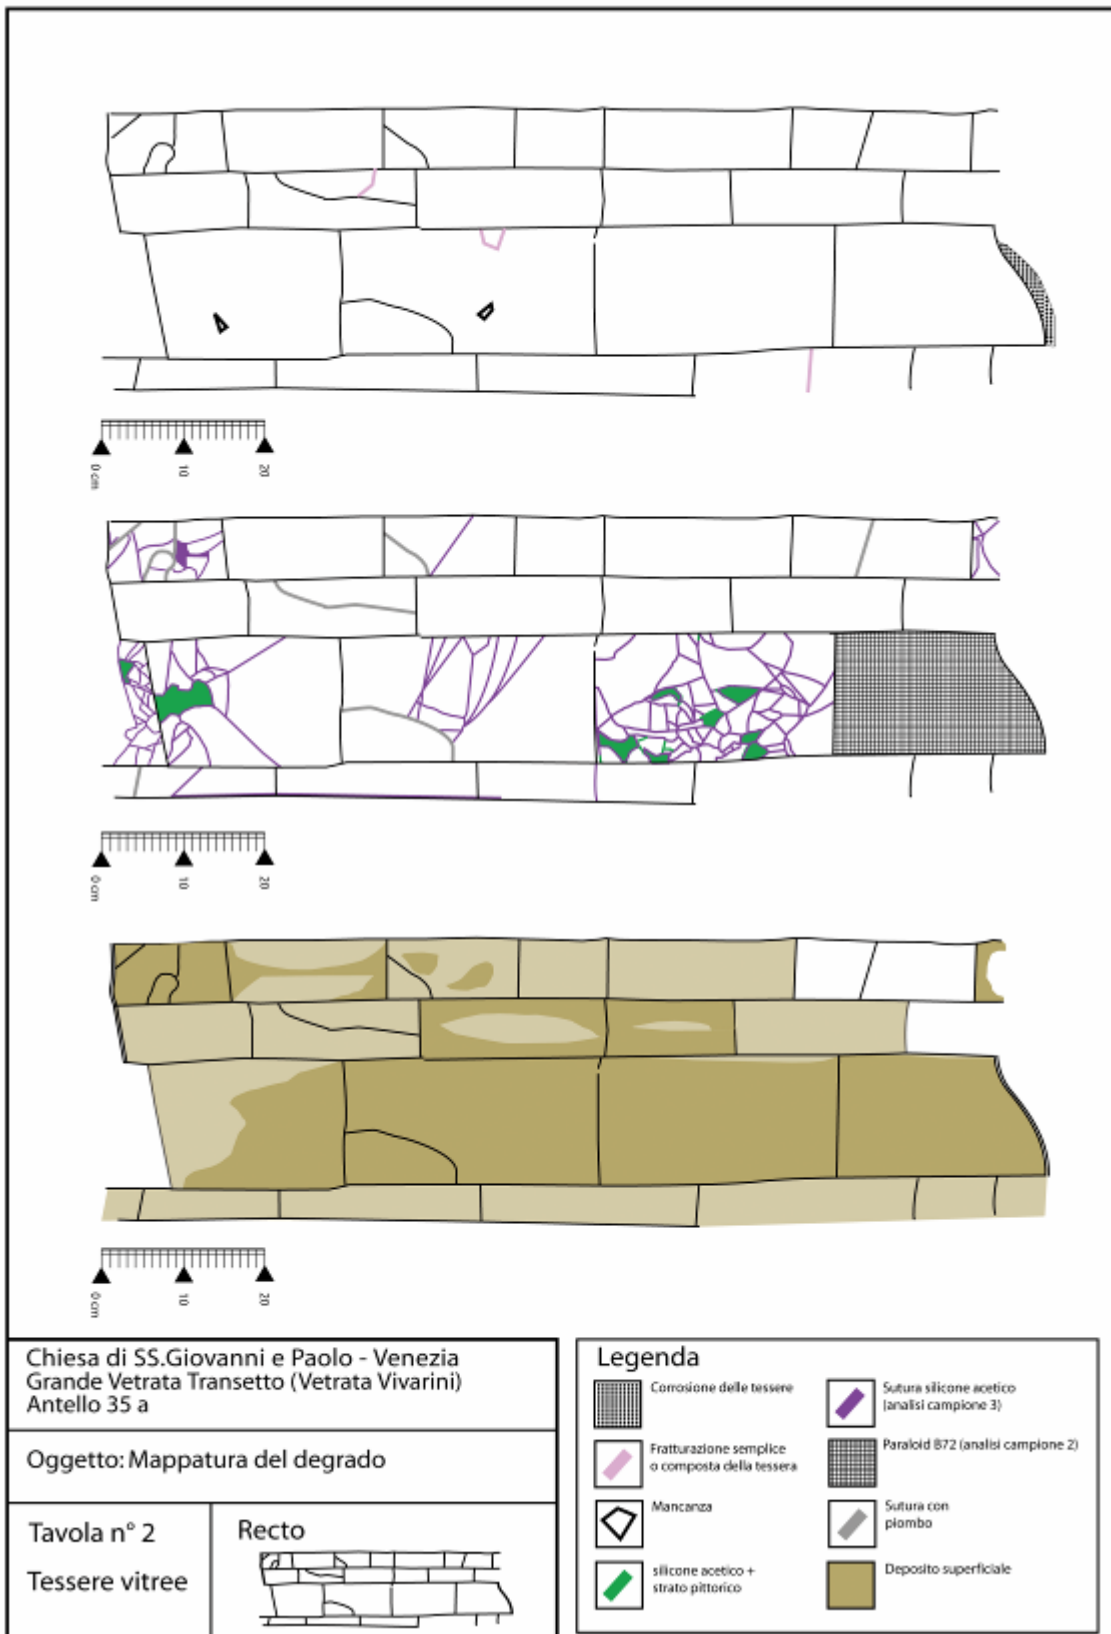 0 cm
10
20
0 cm
10
20
0 cm
10
20
Chiesa di SS.Giovanni e Paolo - Venezia
Grande Vetrata Transetto (Vetrata Vivarini)
Antello 35 a
Oggetto: Mappatura del degrado
Tavola n° 2
Tessere vitree
Recto
Legenda
Corrosione delle tessere
Fratturazione semplice
o composta della tessera
Mancanza
silicone acetico +
strato pittorico
Sutura silicone acetico
(analisi campione 3)
Paraloid B72 (analisi campione 2)
Sutura con
piombo
Deposito superficiale